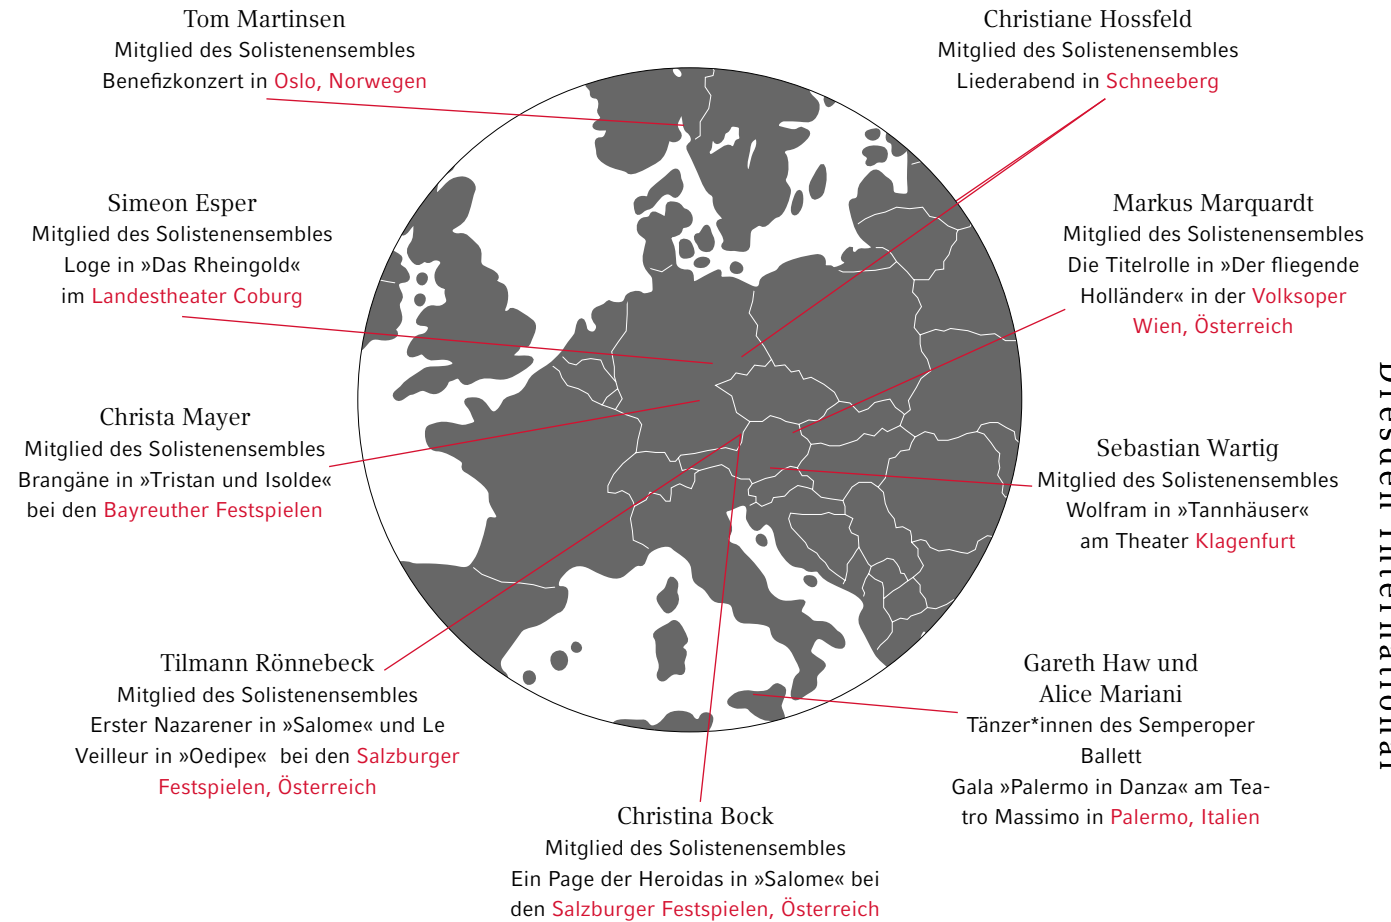 Tom Martinsen
Mitglied des Solistenensembles
Benefizkonzert in Oslo, Norwegen
Christiane Hossfeld
Mitglied des Solistenensembles
Liederabend in Schneeberg
Simeon Esper
Mitglied des Solistenensembles
Loge in »Das Rheingold«
im Landestheater Coburg
Markus Marquardt
Mitglied des Solistenensembles
Die Titelrolle in »Der fliegende
Holländer« in der Volksoper
Wien, Österreich
Christa Mayer
Mitglied des Solistenensembles
Brangäne in »Tristan und Isolde«
bei den Bayreuther Festspielen
Sebastian Wartig
Mitglied des Solistenensembles
Wolfram in »Tannhäuser«
am Theater Klagenfurt
Tilmann Rönnebeck
Mitglied des Solistenensembles
Erster Nazarener in »Salome« und Le
Veilleur in »Oedipe« bei den Salzburger
Festspielen, Österreich
Gareth Haw und
Alice Mariani
Tänzer*innen des Semperoper
Ballett
Gala »Palermo in Danza« am Tea-
tro Massimo in Palermo, Italien
Christina Bock
Mitglied des Solistenensembles
Ein Page der Heroidas in »Salome« bei
den Salzburger Festspielen, Österreich
Dresden International